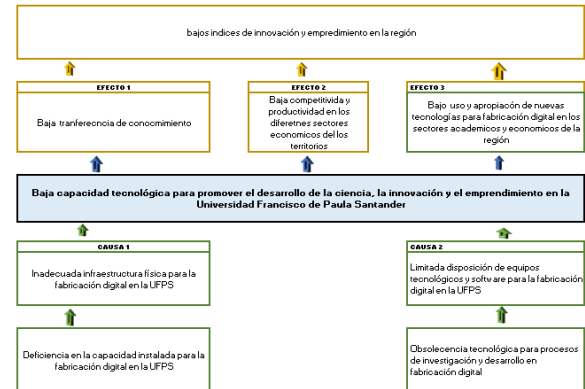 bajos indices de innovación y empredimiento en la región
EFECTO 1
EFECTO 2
EFECTO 3
Baja tranferecncia de conocmimiento
Baja competitivida y
productividad en los
diferetnes sectores
economicos del los
territorios
Bajo uso y apropiacón de nuevas
tecnologías para fabricación digital en los
sectores academicos y economicos de la
región
Baja capacidad tecnológica para promover el desarrollo de la ciencia, la innovación y el emprendimiento en la
Universidad Francisco de Paula Santander
CAUSA 1
CAUSA 2
Inadecuada infraestructura física para la
fabricación digital en la UFPS
Limitada disposición de equipos
tecnológicos y software para la fabricación
digital en la UFPS
Deficiencia en la capacidad instalada para la
fabricación digital en la UFPS
Obsolecencia tecnológica para procesos
de investigación y desarrollo en
fabricación digital